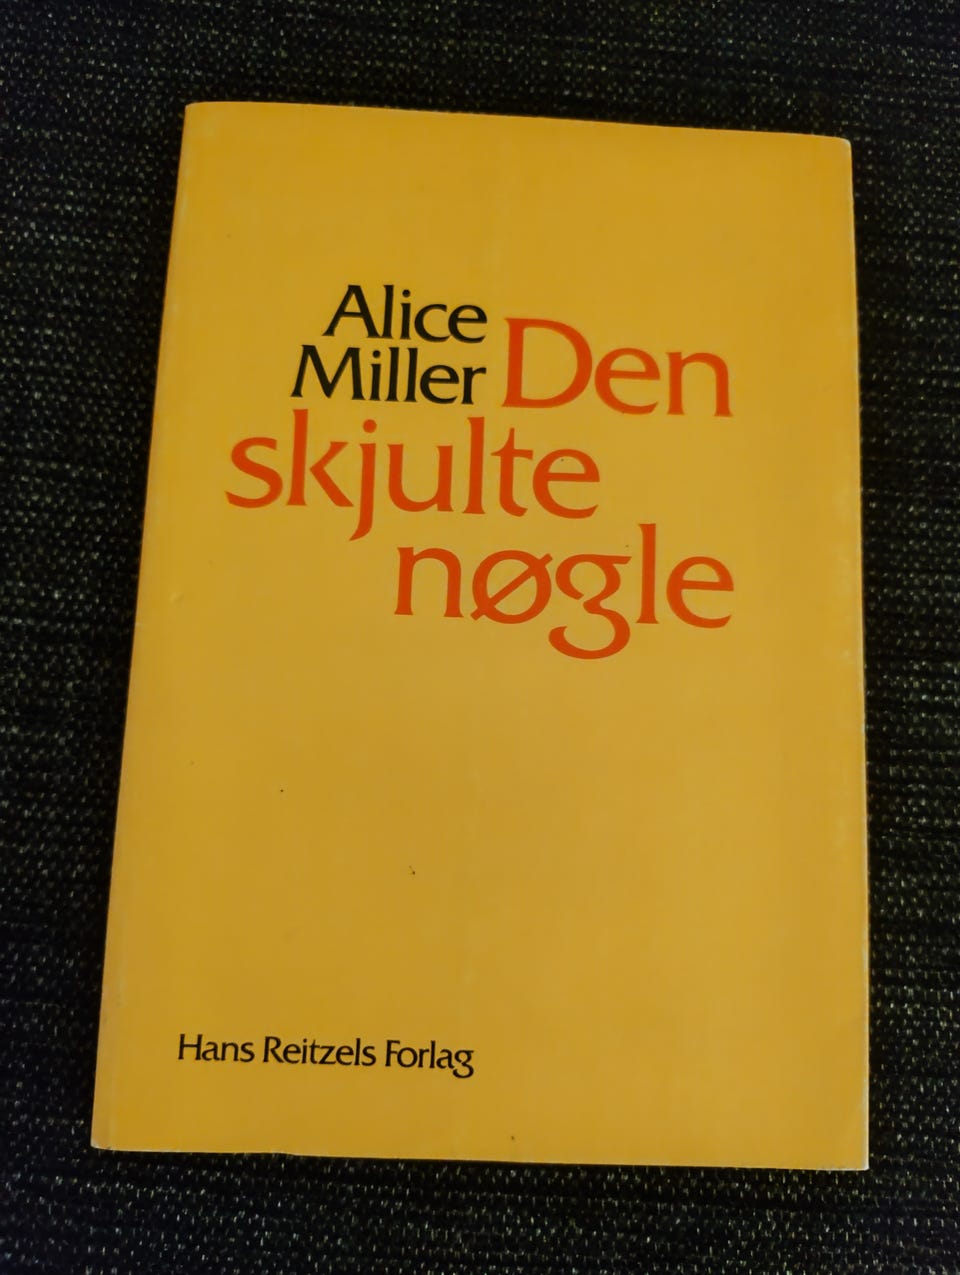 Alice
Miller Den
skjulte
nøgle
Hans Reitzels Forlag